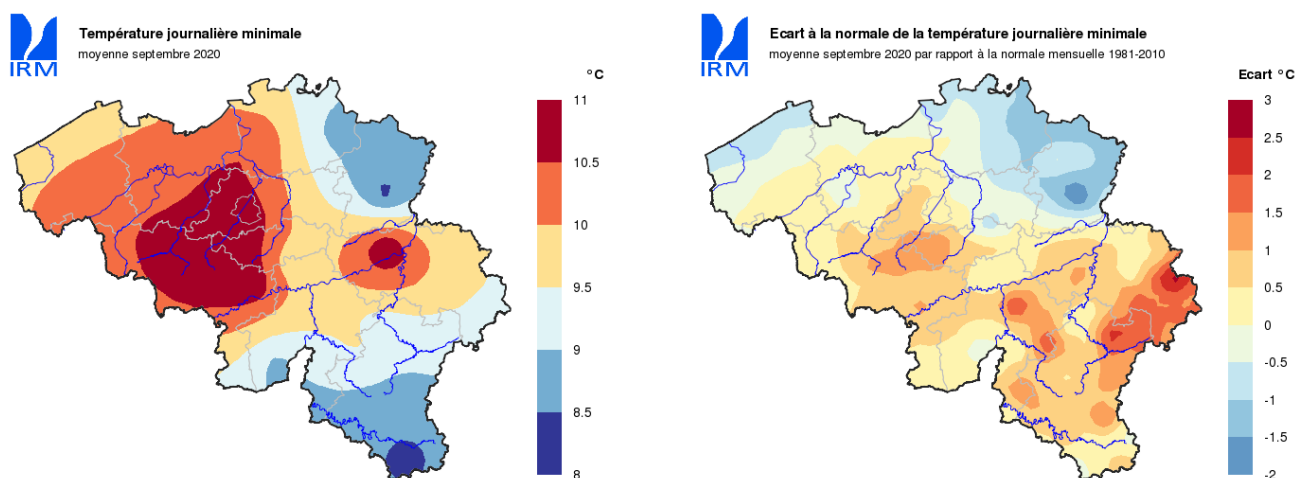 IRM
Température journalière minimale
moyenne septembre 2020
°C
11
10.5
10
9.5
9
8.5
8
IRM
Ecart à la normale de la température journalière minimale
moyenne septembre 2020 par rapport à la normale mensuelle 1981-2010
Ecart °C
3
2.5
2
1.5
1
0.5
0
-0.5
-1
-1.5
-2